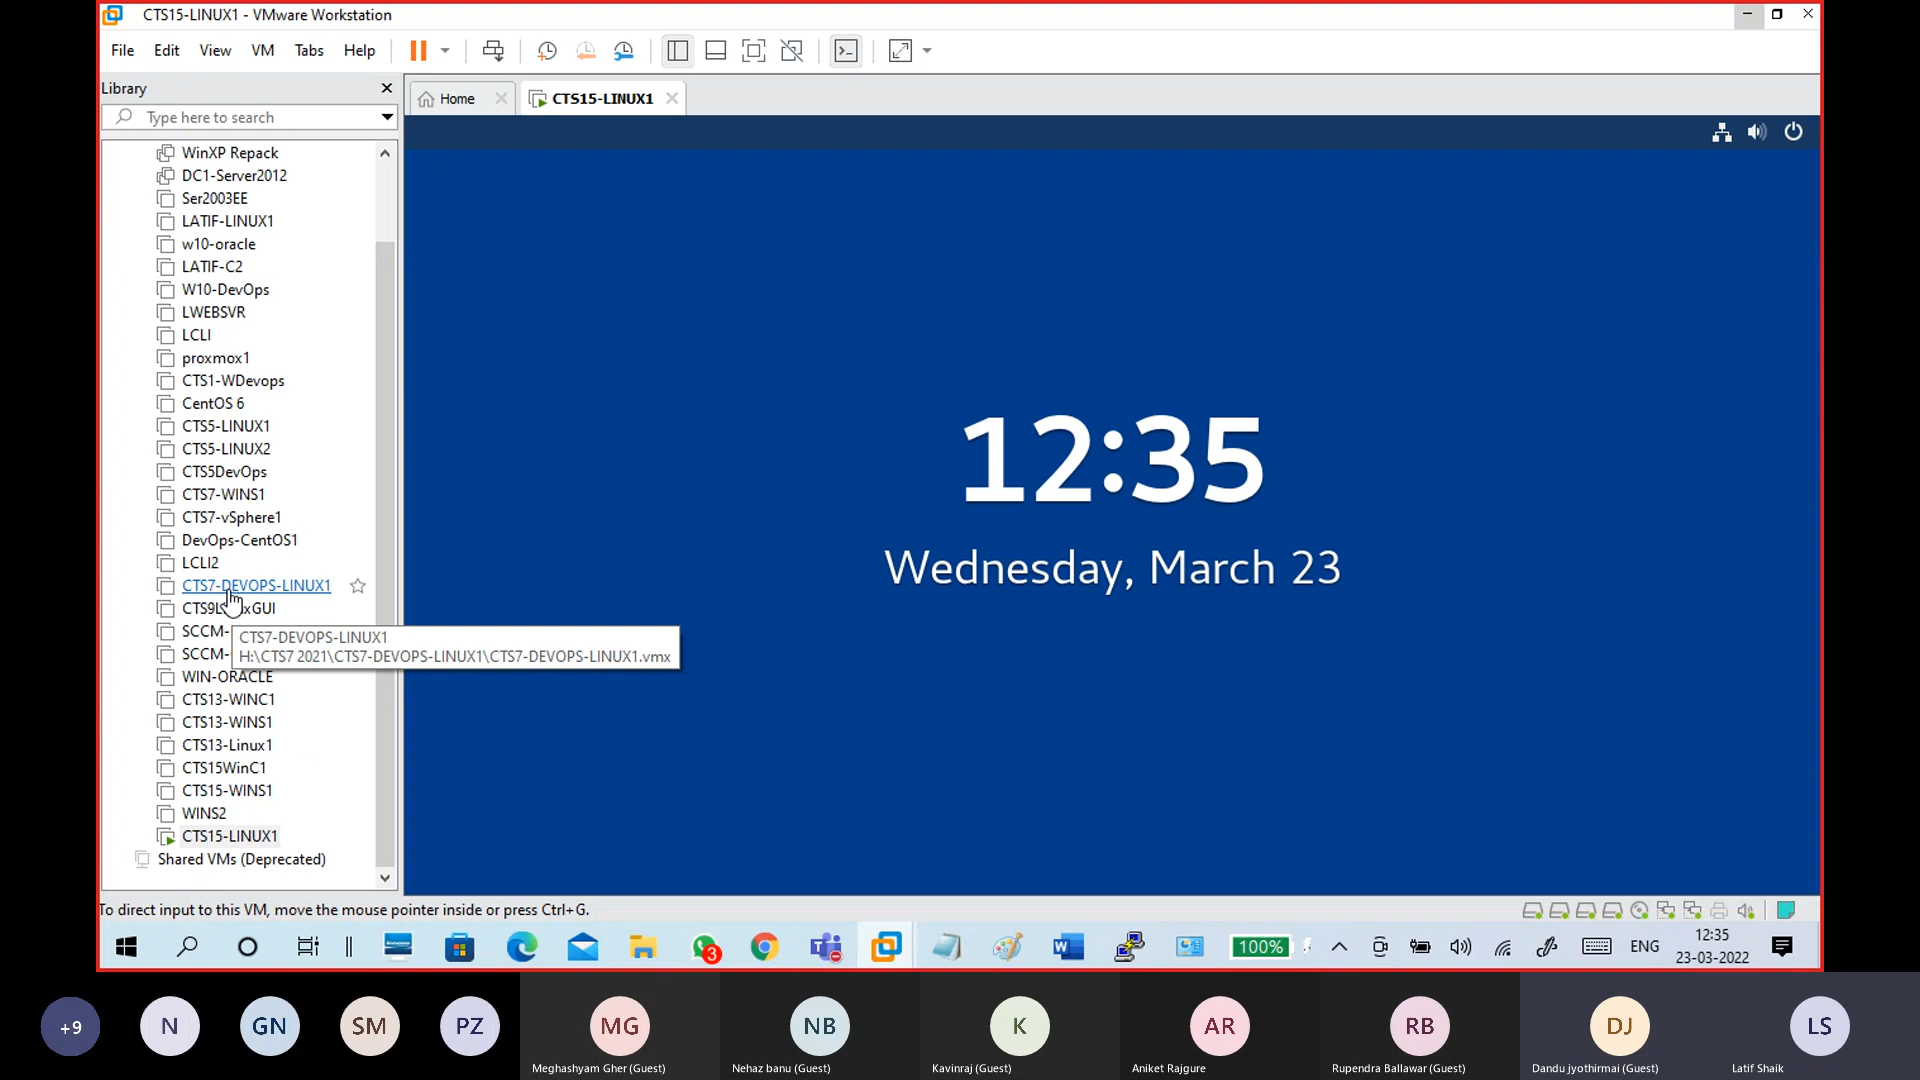 CTS15-LINUX1 - VMware Workstation
File Edit View VM Tabs Help
Library
Home
CTS15-LINUX1
Type here to search
WinXP Repack
DC1-Server2012
Ser2003EE
LATIF-LINUX1
w10-oracle
LATIF-C2
W10-DevOps
LWEBSVR
LCLI
proxmox1
CTS1-WDevops
CentOS 6
CTS5-LINUX1
CTS5-LINUX2
CTS5DevOps
CTS7-WINS1
CTS7-vSphere1
DevOps-CentOS1
LCLI2
CTS7-DEVOPS-LINUX1
CTS9L xGUI
SCCM-
SCCM-
CTS7-DEVOPS-LINUX1
H:\CTS7 2021\CTS7-DEVOPS-LINUX1\CTS7-DEVOPS-LINUX1.vmx
WIN-ORACLE
CTS13-WINC1
CTS13-WINS1
CTS13-Linux1
CTS15WinC1
CTS15-WINS1
WINS2
CTS15-LINUX1
Shared VMs (Deprecated)
12:35
Wednesday, March 23
To direct input to this VM, move the mouse pointer inside or press Ctrl+G.
3
100%
ENG
12:35
23-03-2022
+9
N
GN
SM
PZ
MG
NB
K
AR
RB
DJ
LS
Meghashyam Gher (Guest)
Nehaz banu (Guest)
Kavinraj (Guest)
Aniket Rajgure
Rupendra Ballawar (Guest)
Dandu jyothirmai (Guest)
Latif Shaik